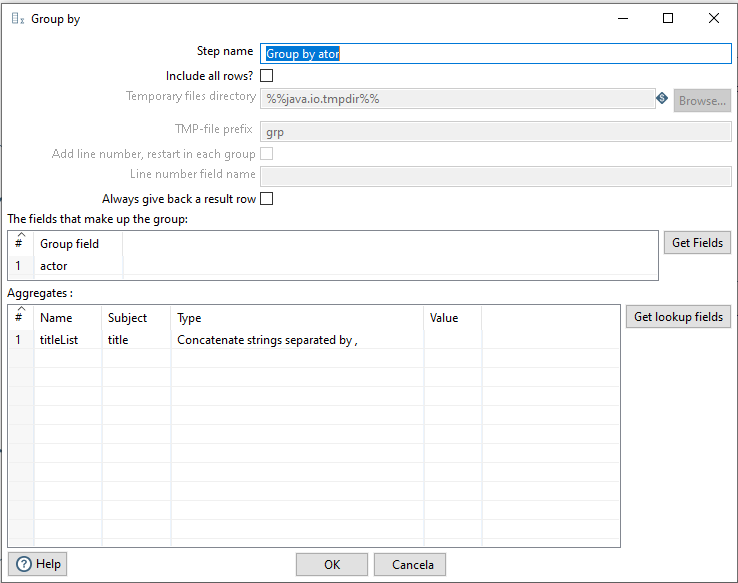 Group by
Step name Group by ator
Include all rows?
Temporary files directory %%java.io.tmpdir%% Browse...
TMP-file prefix grp
Add line number, restart in each group
Line number field name
Always give back a result row
The fields that make up the group:
# Group field
1 actor
Get Fields
Aggregates :
# Name Subject Type Value
1 titleList title Concatenate strings separated by ,
Get lookup fields
Help OK Cancela